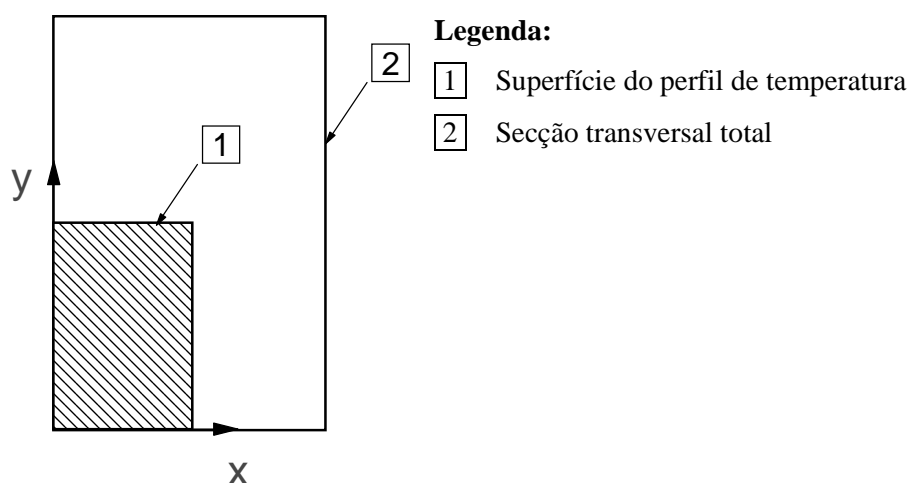 Legenda:
1 Superfície do perfil de temperatura
2 Secção transversal total
2
1
y
x